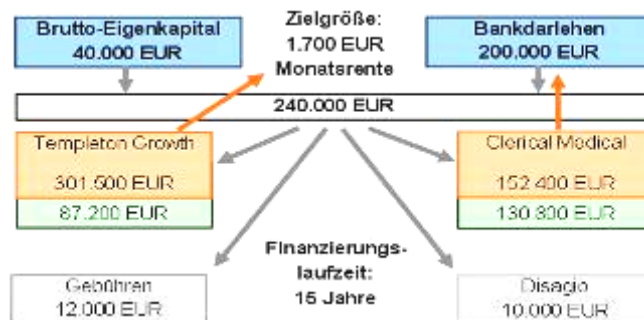 Brutto-Eigenkapital
40.000 EUR
Zielgröße:
1.700 EUR
Monatsrente
Bankdarlehen
200.000 EUR
240.000 EUR
Templeton Growth
301.500 EUR
87.200 EUR
Clerical Medical
152.400 EUR
130.800 EUR
Finanzierungs-
laufzeit:
15 Jahre
Gebühren
12.000 EUR
Disagio
10.000 EUR